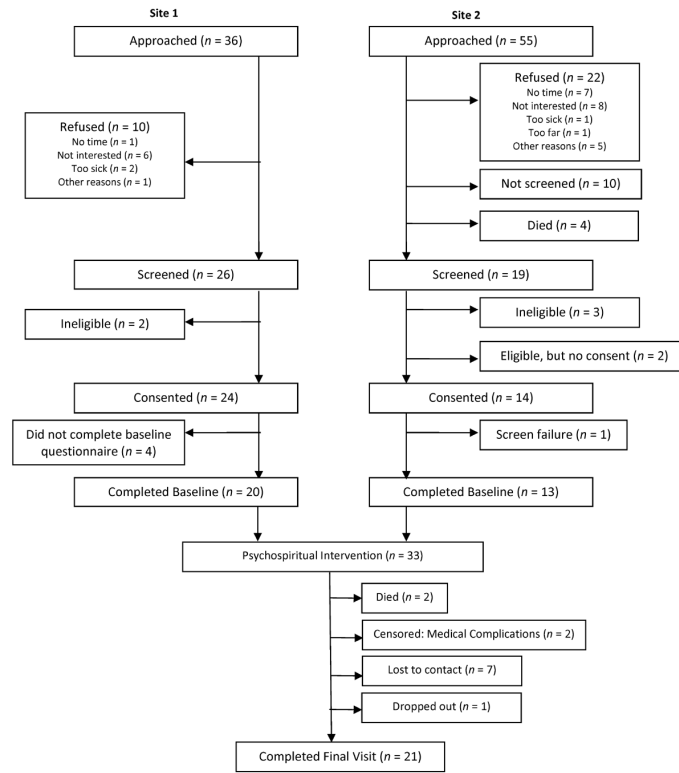 Site 1
Approached (n = 36)
Refused (n = 10)
No time (n = 1)
Not interested (n = 6)
Too sick (n = 2)
Other reasons (n = 1)
Screened (n = 26)
Ineligible (n = 2)
Consented (n = 24)
Did not complete baseline
questionnaire (n = 4)
Completed Baseline (n = 20)
Site 2
Approached (n = 55)
Refused (n = 22)
No time (n = 7)
Not interested (n = 8)
Too sick (n = 1)
Too far (n = 1)
Other reasons (n = 5)
Not screened (n = 10)
Died (n = 4)
Screened (n = 19)
Ineligible (n = 3)
Eligible, but no consent (n = 2)
Consented (n = 14)
Screen failure (n = 1)
Completed Baseline (n = 13)
Psychospiritual Intervention (n = 33)
Died (n = 2)
Censored: Medical Complications (n = 2)
Lost to contact (n = 7)
Dropped out (n = 1)
Completed Final Visit (n = 21)